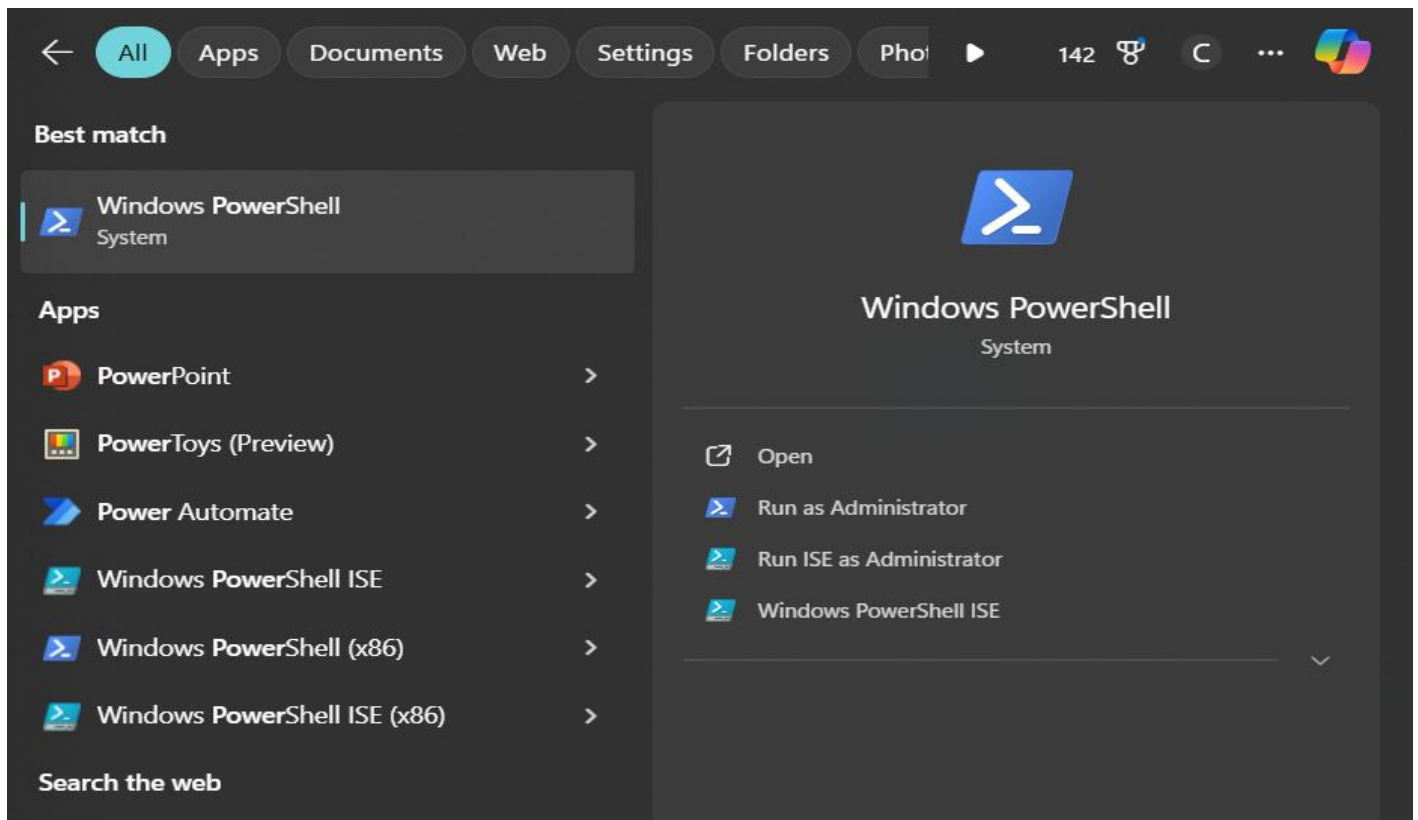 All Apps Documents Web Settings Folders Phot 142 C
Best match
Windows PowerShell
System
Apps
PowerPoint
PowerToys (Preview)
Power Automate
Windows PowerShell ISE
Windows PowerShell (x86)
Windows PowerShell ISE (x86)
Search the web
Windows PowerShell
System
Open
Run as Administrator
Run ISE as Administrator
Windows PowerShell ISE